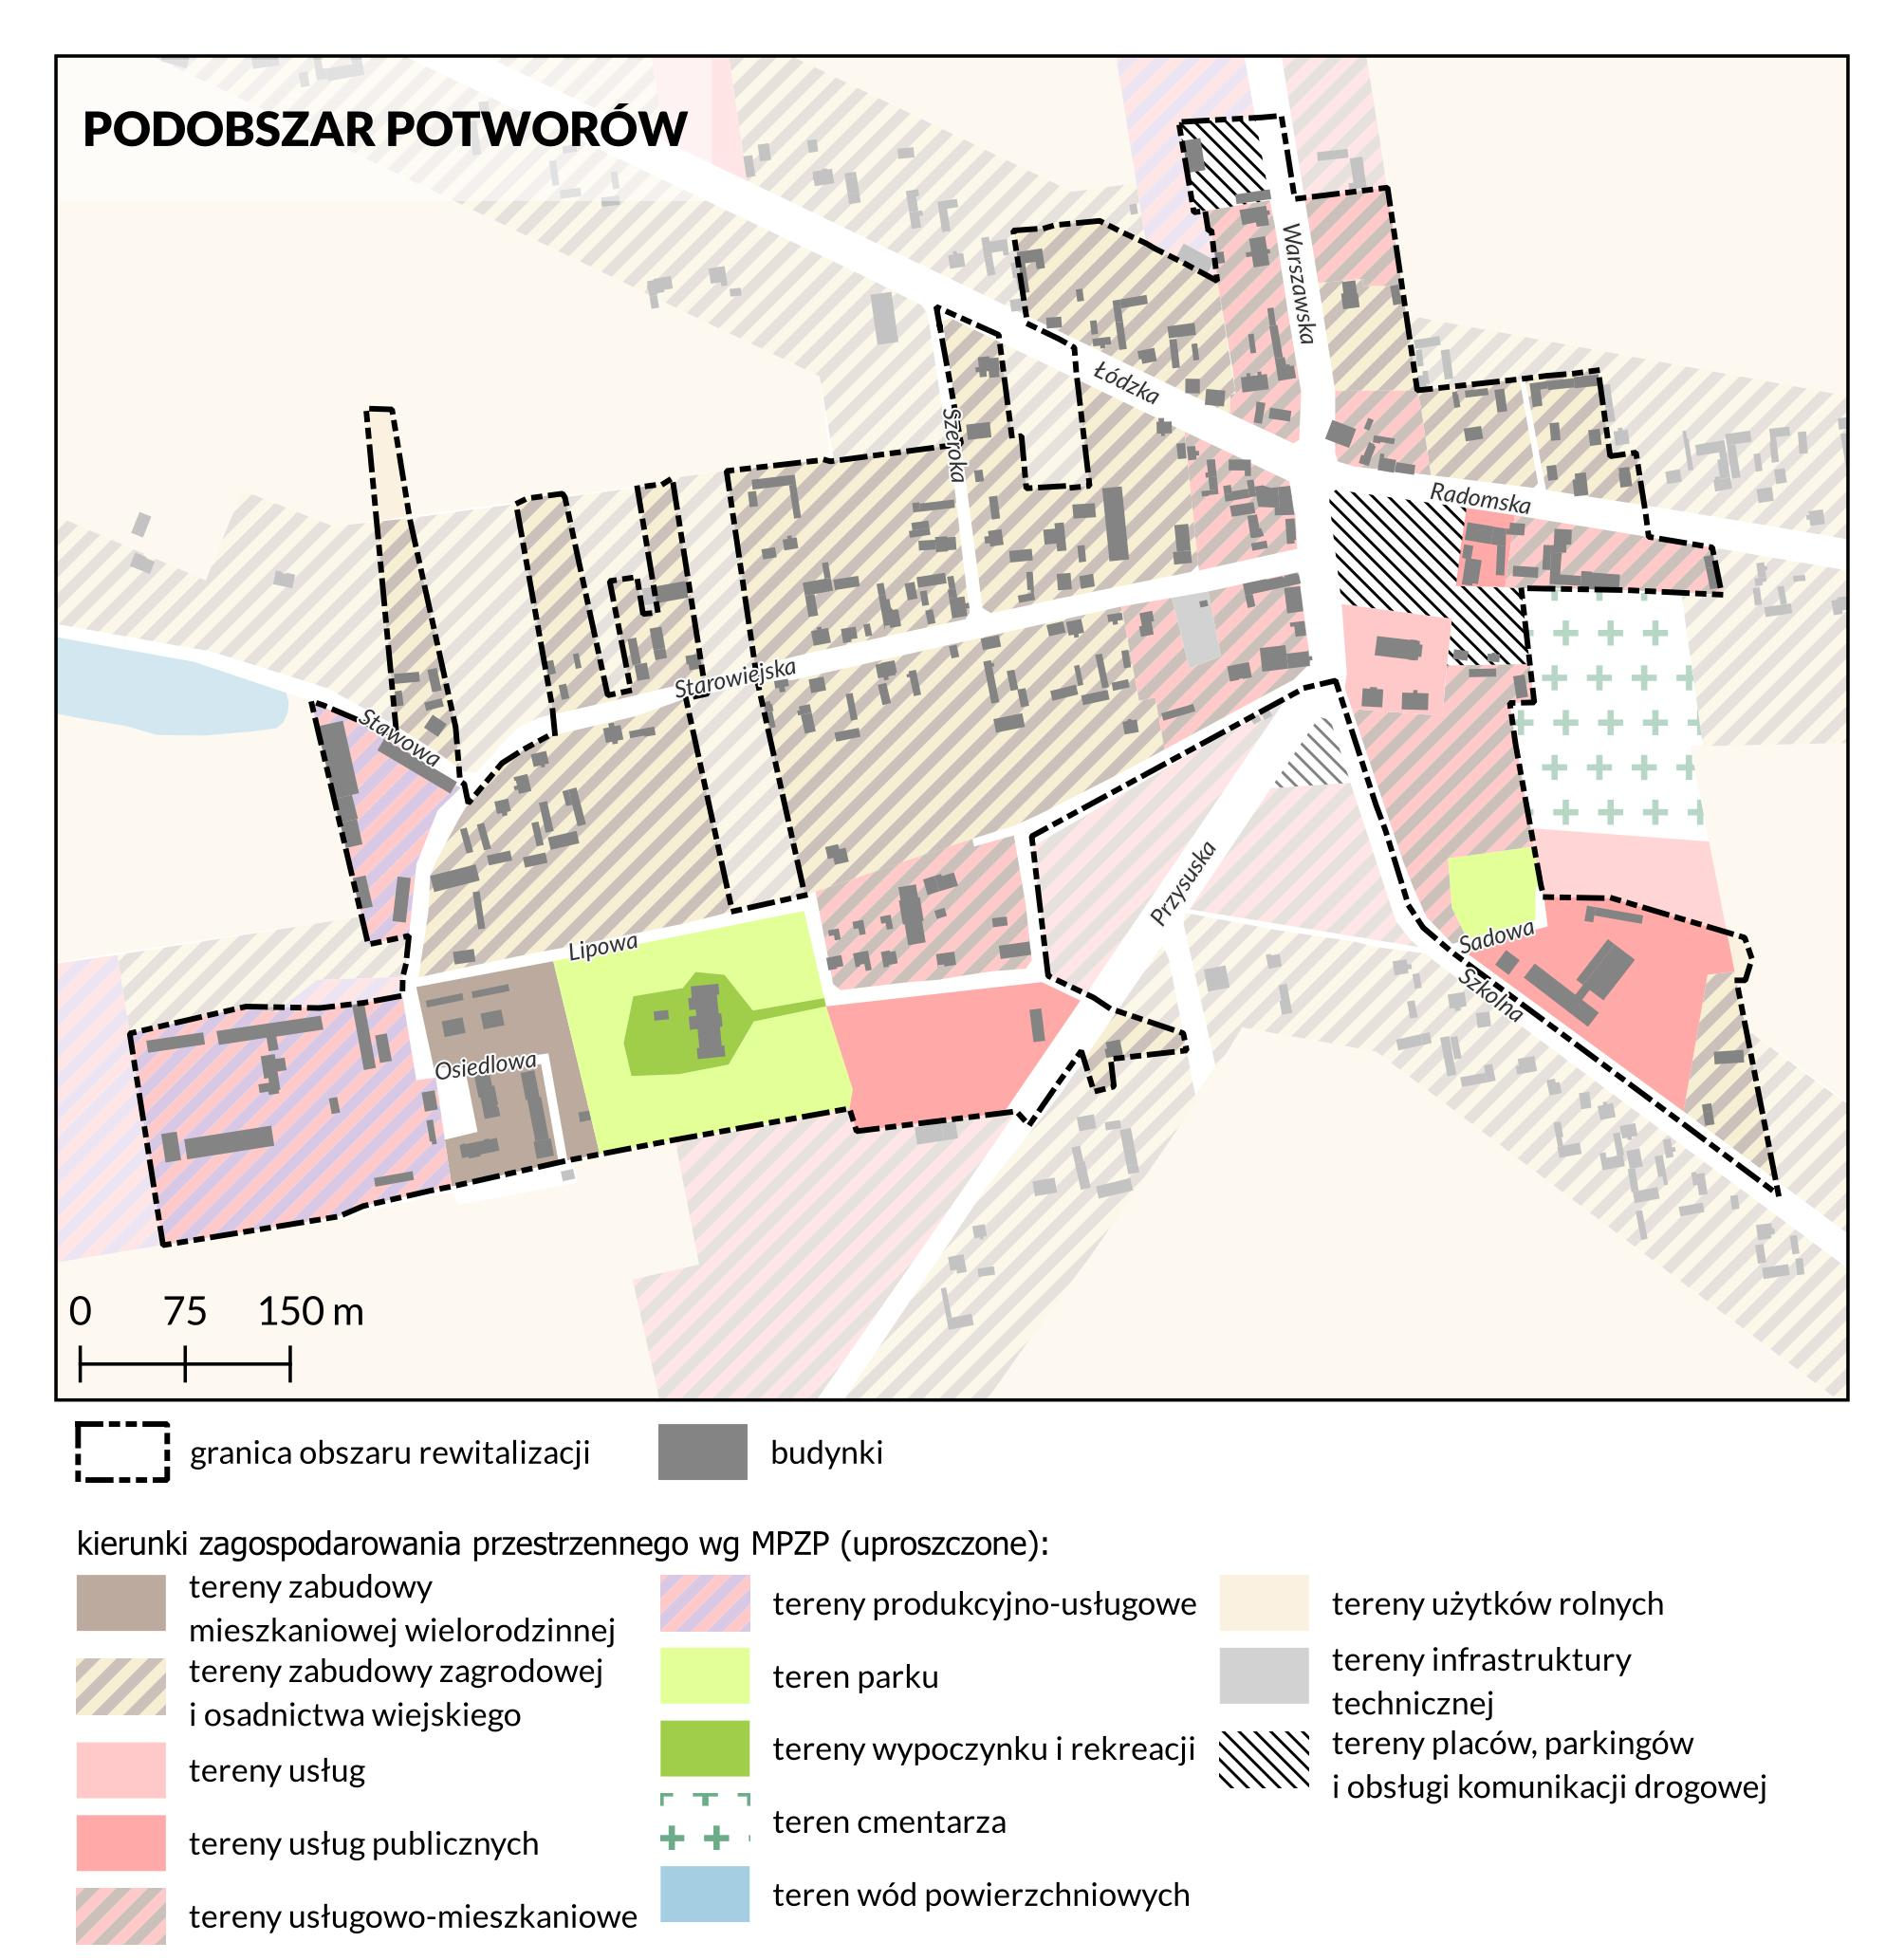 PODOBSZAR POTWORÓW
Warszawska
Łódzka
Szeroka
Radomska
Starowiejska
Stawowa
Przysuska
Lipowa
Sadowa
Szkolna
Osiedlowa
0 75 150 m
granica obszaru rewitalizacji
budynki
kierunki zagospodarowania przestrzennego wg MPZP (uproszczone):
tereny zabudowy
mieszkaniowej wielorodzinnej
tereny zabudowy zagrodowej
i osadnictwa wiejskiego
tereny usług
tereny usług publicznych
tereny usługowo-mieszkaniowe
tereny produkcyjno-usługowe
teren parku
tereny wypoczynku i rekreacji
teren cmentarza
teren wód powierzchniowych
tereny użytków rolnych
tereny infrastruktury
technicznej
tereny placów, parkingów
i obsługi komunikacji drogowej